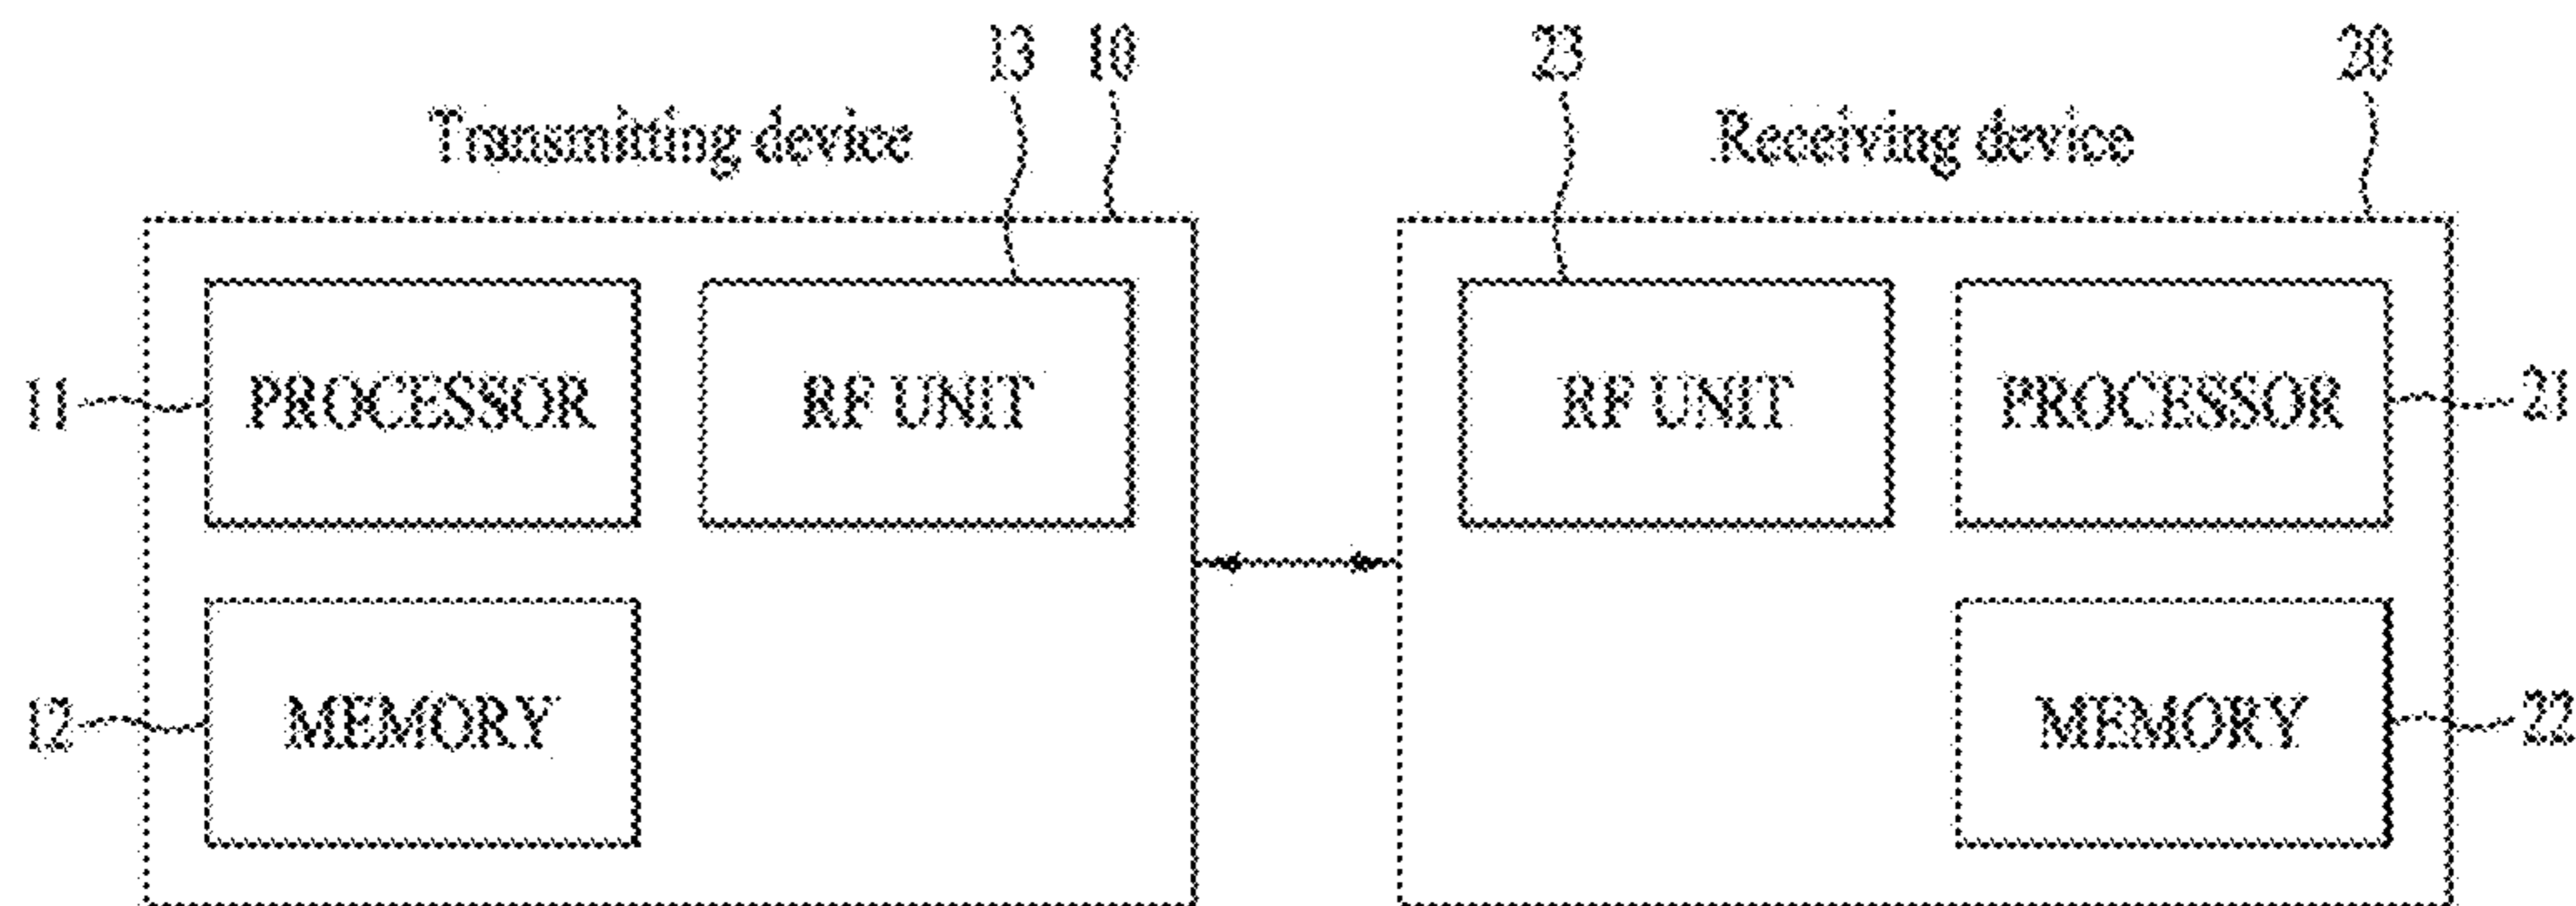 13 10 23 20
Transmitting device Receiving device
11 PROCESSOR RF UNIT RF UNIT PROCESSOR 21
12 MEMORY MEMORY 22